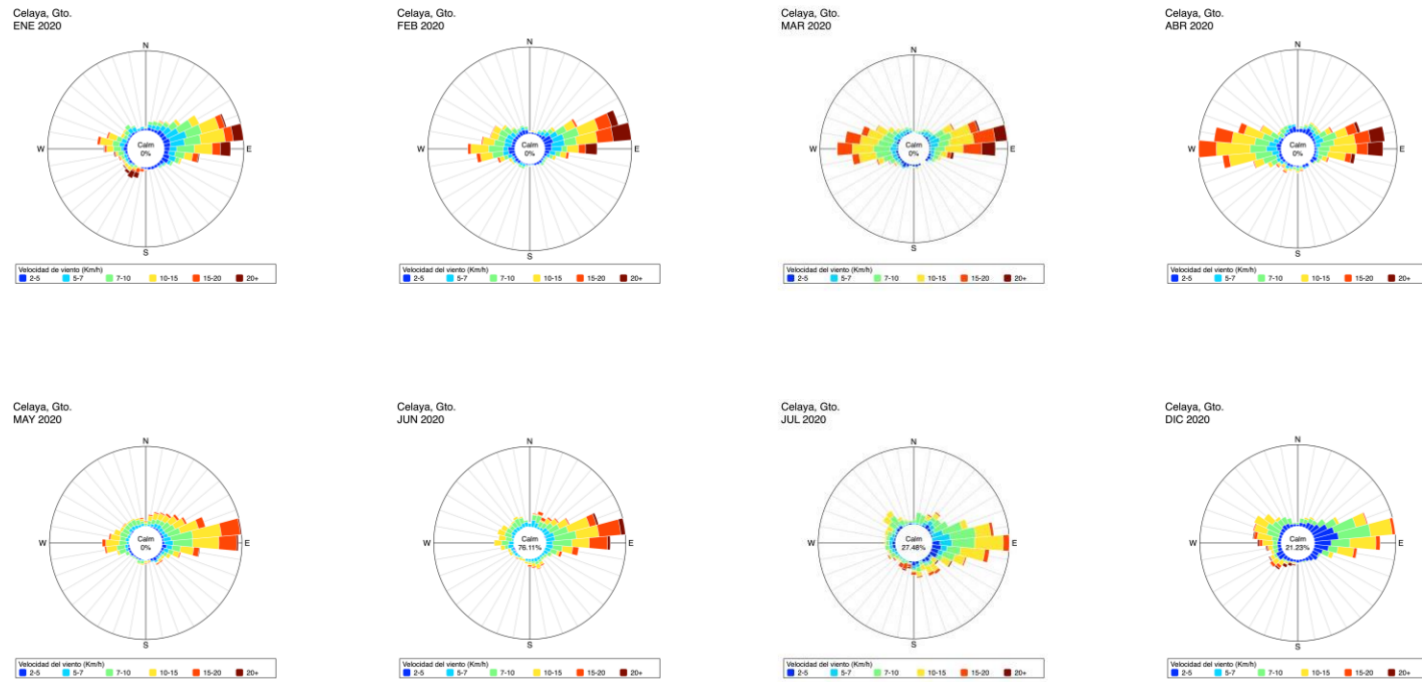 Celaya, Gto.
ENE 2020
N
W
Calm
0%
E
S
Velocidad del viento (Km/h)
2-5 5-7 7-10 10-15 15-20 20+
Celaya, Gto.
FEB 2020
N
W
Calm
0%
E
S
Velocidad del viento (Km/h)
2-5 5-7 7-10 10-15 15-20 20+
Celaya, Gto.
MAR 2020
N
W
Calm
0%
E
S
Velocidad del viento (Km/h)
2-5 5-7 7-10 10-15 15-20 20+
Celaya, Gto.
ABR 2020
N
W
Calm
0%
E
S
Velocidad del viento (Km/h)
2-5 5-7 7-10 10-15 15-20 20+
Celaya, Gto.
MAY 2020
N
W
Calm
0%
E
S
Velocidad del viento (Km/h)
2-5 5-7 7-10 10-15 15-20 20+
Celaya, Gto.
JUN 2020
N
W
Calm
76.11%
E
S
Velocidad del viento (Km/h)
2-5 5-7 7-10 10-15 15-20 20+
Celaya, Gto.
JUL 2020
N
W
Calm
27.48%
E
S
Velocidad del viento (Km/h)
2-5 5-7 7-10 10-15 15-20 20+
Celaya, Gto.
DIC 2020
N
W
Calm
21.23%
E
S
Velocidad del viento (Km/h)
2-5 5-7 7-10 10-15 15-20 20+